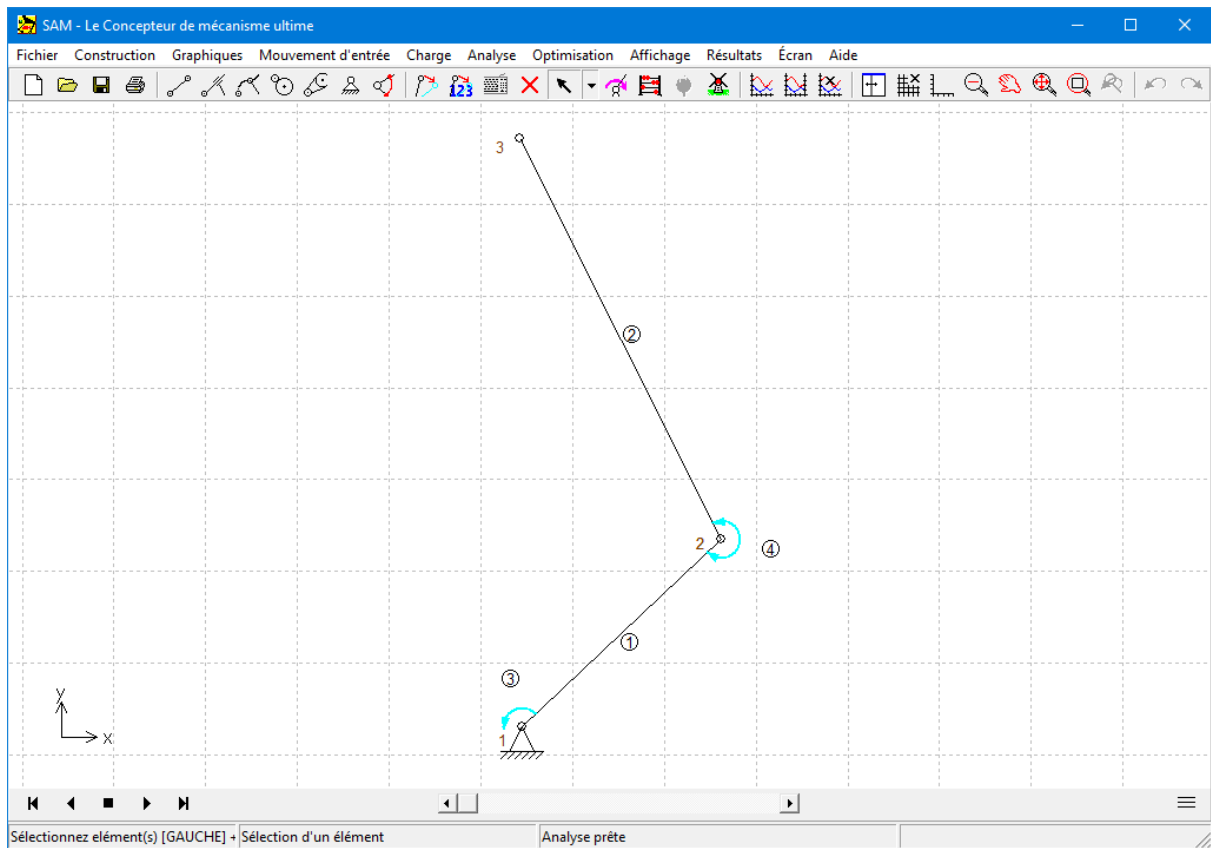 SAM - Le Concepteur de mécanisme ultime
Fichier Construction Graphiques Mouvement d'entrée Charge Analyse Optimisation Affichage Résultats Écran Aide
123
3
②
2
④
①
③
1
y
x
Sélectionnez elément(s) [GAUCHE] + Sélection d'un élément Analyse prête